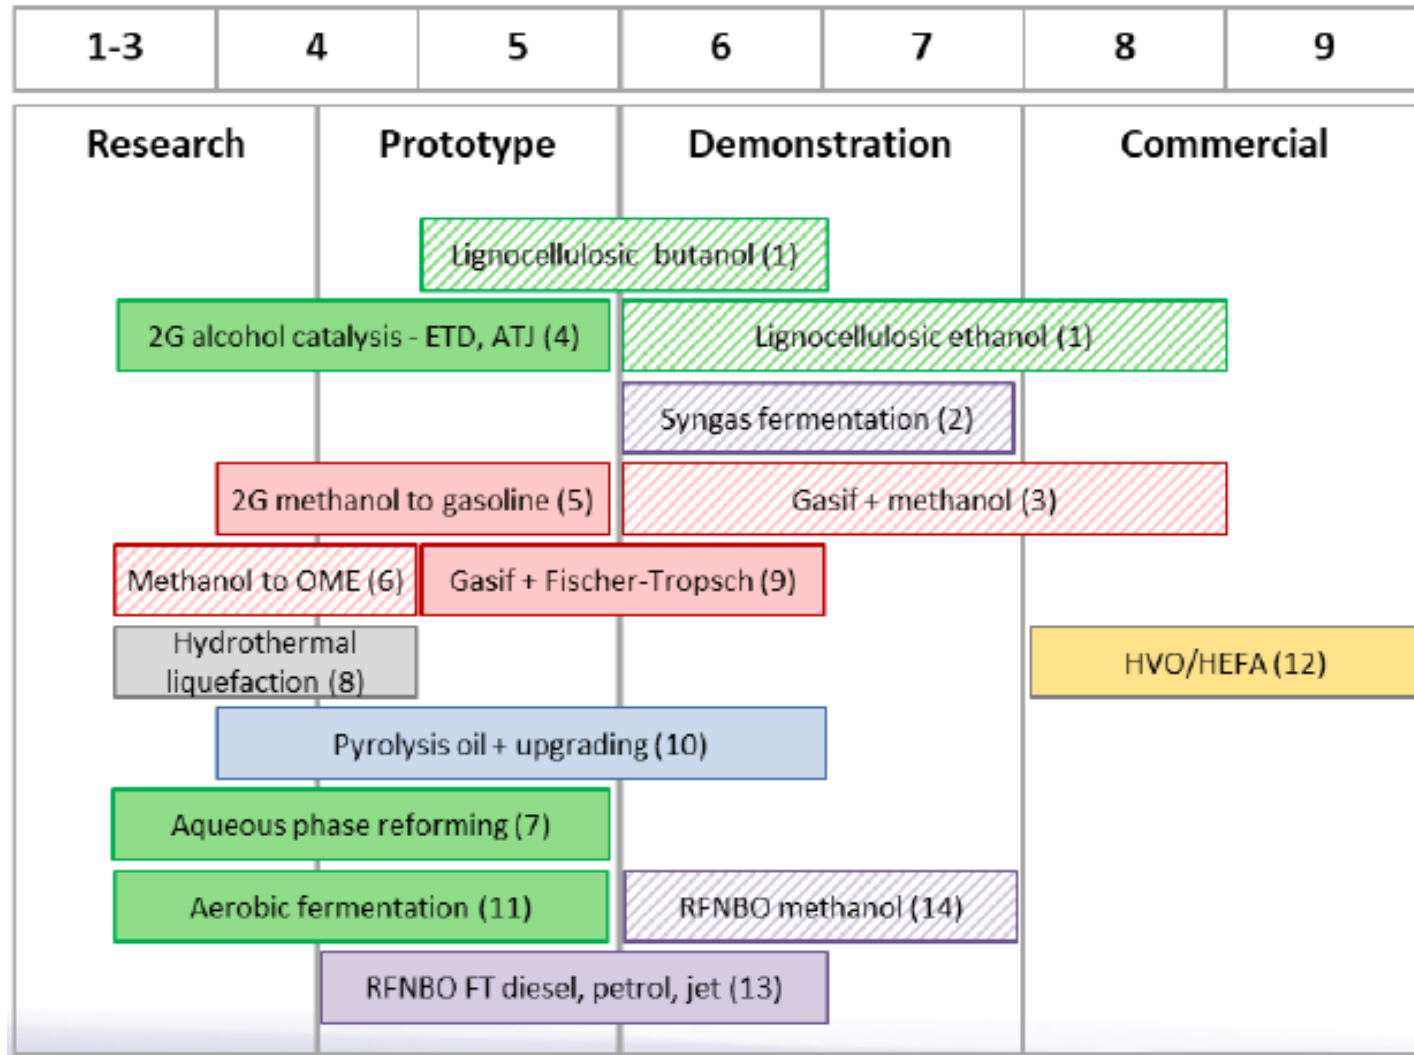 1-3 4 5 6 7 8 9
Research Prototype Demonstration Commercial
Lignocellulosic butanol (1)
2G alcohol catalysis - ETD, ATJ (4)
Lignocellulosic ethanol (1)
Syngas fermentation (2)
2G methanol to gasoline (5)
Gasif + methanol (3)
Methanol to OME (6)
Gasif + Fischer-Tropsch (9)
Hydrothermal
liquefaction (8)
HVO/HEFA (12)
Pyrolysis oil + upgrading (10)
Aqueous phase reforming (7)
Aerobic fermentation (11)
RFNBO methanol (14)
RFNBO FT diesel, petrol, jet (13)